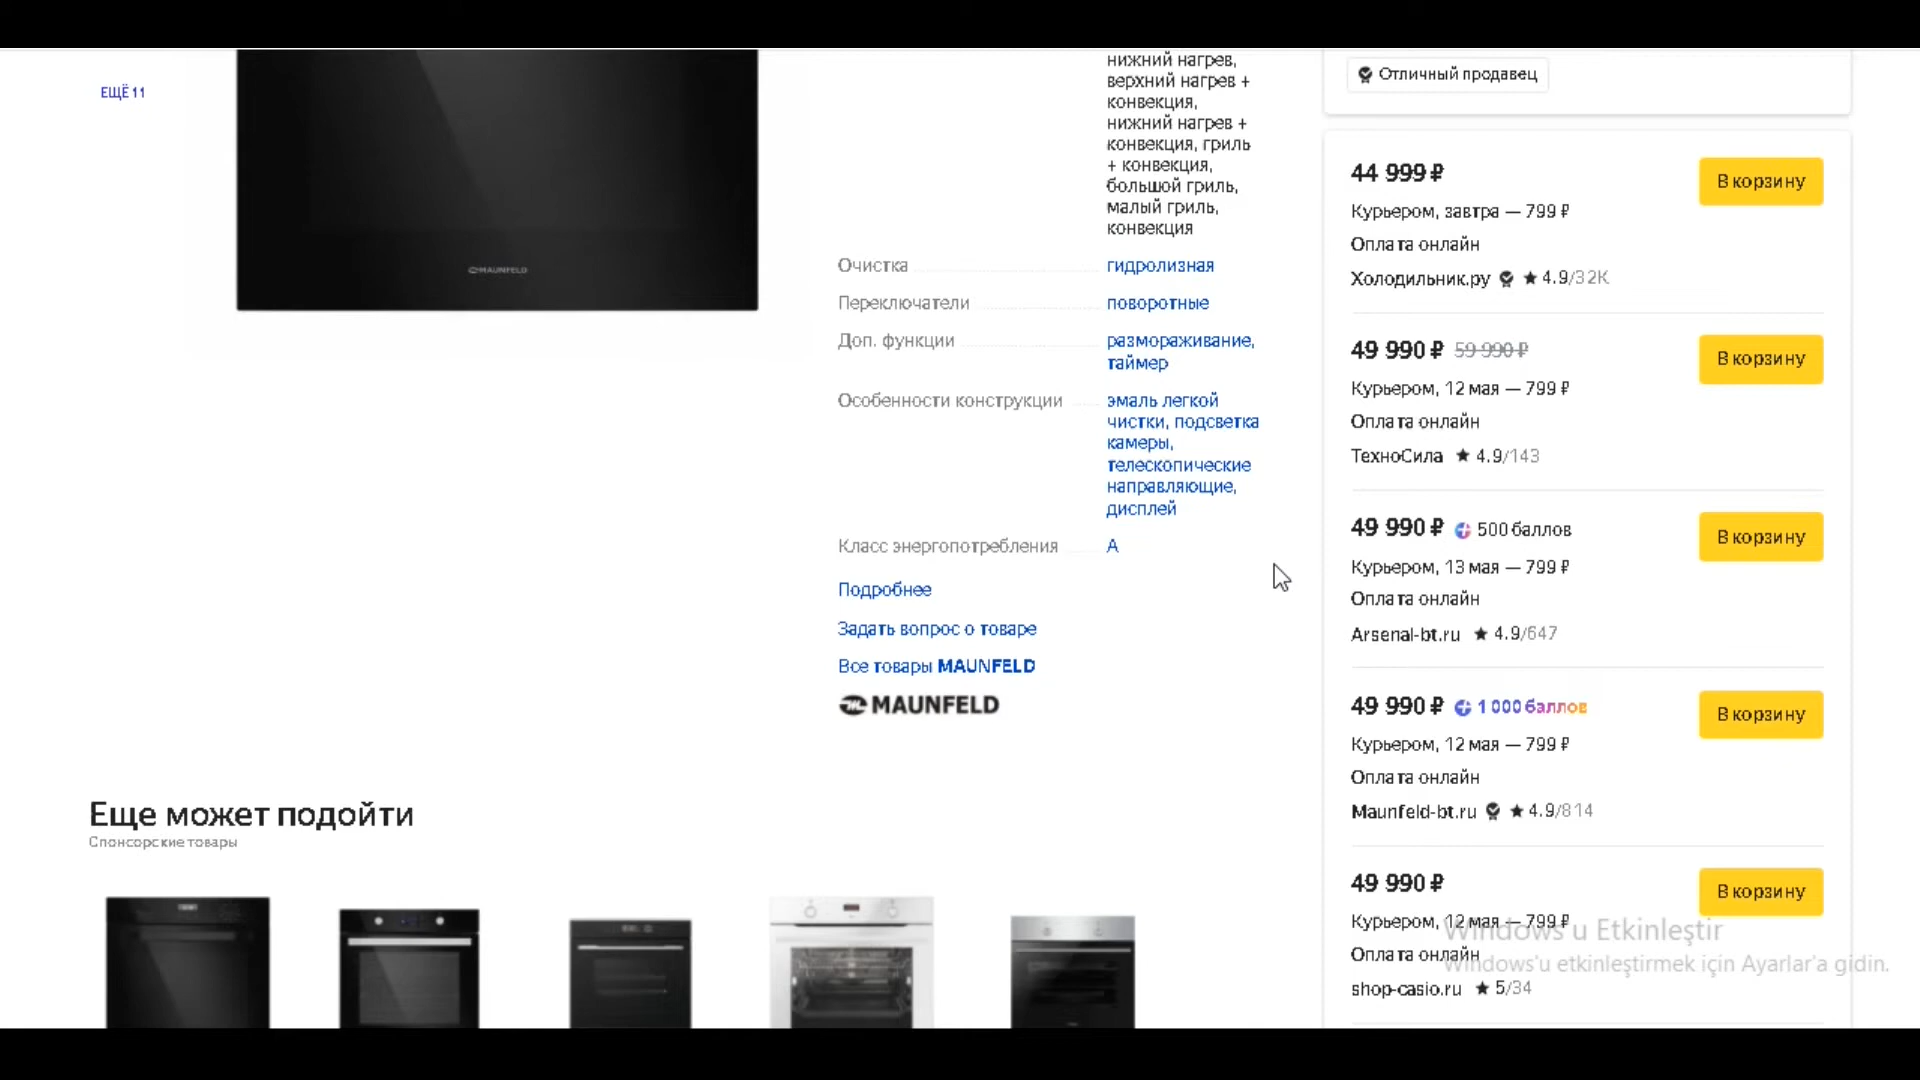 ЕЩЁ 11
MAUNFELD
нижний нагрев,
верхний нагрев +
конвекция,
нижний нагрев +
конвекция, гриль
+ конвекция,
большой гриль,
малый гриль,
конвекция
Очистка гидролизная
Переключатели поворотные
Доп. функции размораживание,
таймер
Особенности конструкции эмаль легкой
чистки, подсветка
камеры,
телескопические
направляющие,
дисплей
Класс энергопотребления A
Подробнее
Задать вопрос о товаре
Все товары MAUNFELD
MAUNFELD
Еще может подойти
Спонсорские товары
Отличный продавец
44 999 ₽ В корзину
Курьером, завтра — 799 ₽
Оплата онлайн
Холодильник.ру ★ 4.9/32K
49 990 ₽ 59 990 ₽ В корзину
Курьером, 12 мая — 799 ₽
Оплата онлайн
ТехноСила ★ 4.9/143
49 990 ₽ 500 баллов В корзину
Курьером, 13 мая — 799 ₽
Оплата онлайн
Arsenal-bt.ru ★ 4.9/647
49 990 ₽ 1 000 баллов В корзину
Курьером, 12 мая — 799 ₽
Оплата онлайн
Maunfeld-bt.ru ★ 4.9/814
49 990 ₽ В корзину
Курьером, 12 мая — 799 ₽
Оплата онлайн
shop-casio.ru ★ 5/34
Windows'u Etkinleştir
Windows'u etkinleştirmek için Ayarlar'a gidin.